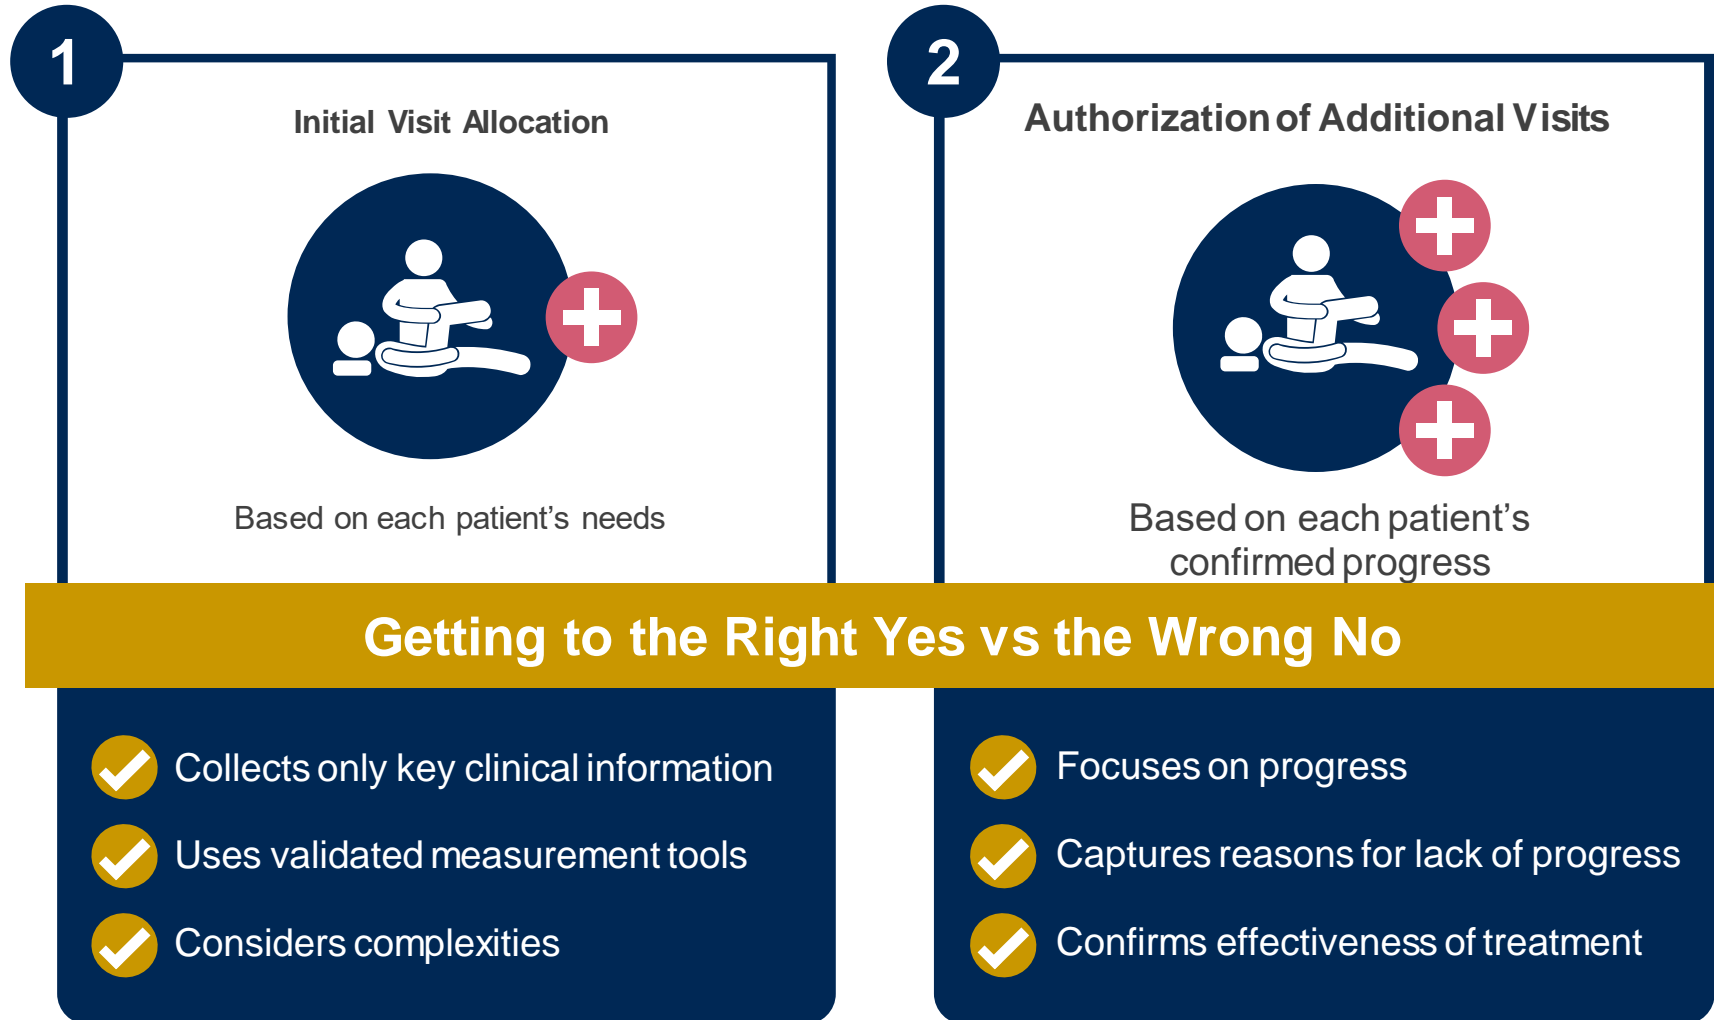 1
Initial Visit Allocation
Based on each patient’s needs
2
Authorization of Additional Visits
Based on each patient’s
confirmed progress
Getting to the Right Yes vs the Wrong No
Collects only key clinical information
Uses validated measurement tools
Considers complexities
Focuses on progress
Captures reasons for lack of progress
Confirms effectiveness of treatment